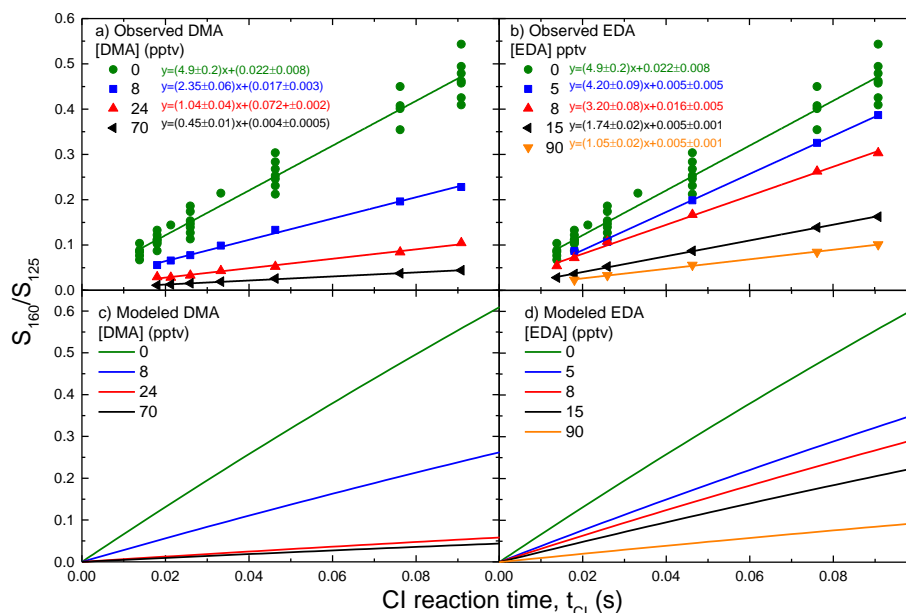 a) Observed DMA
[DMA] (pptv)
0 y=(4.9±0.2)x+(0.022±0.008)
8 y=(2.35±0.06)x+(0.017±0.003)
24 y=(1.04±0.04)x+(0.072+±0.002)
70 y=(0.45±0.01)x+(0.004±0.0005)
b) Observed EDA
[EDA] pptv
0 y=(4.9±0.2)x+0.022±0.008
5 y=(4.20±0.09)x+0.005±0.005
8 y=(3.20±0.08)x+0.016±0.005
15 y=(1.74±0.02)x+0.005±0.001
90 y=(1.05±0.02)x+0.005±0.001
0.6
0.5
0.4
0.3
0.2
0.1
0.0
S160/S125
c) Modeled DMA
[DMA] (pptv)
0
8
24
70
d) Modeled EDA
[EDA] (pptv)
0
5
8
15
90
0.6
0.5
0.4
0.3
0.2
0.1
0.0
0.00 0.02 0.04 0.06 0.08 0.00 0.02 0.04 0.06 0.08
CI reaction time, tCI (s)